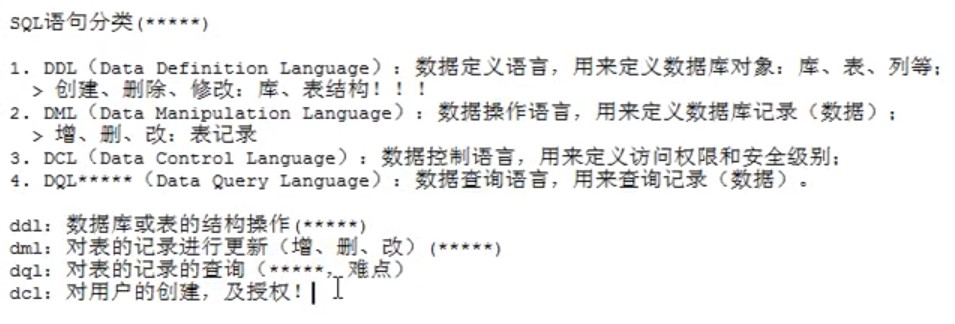 SQL语句分类(*****)
1. DDL（Data Definition Language）：数据定义语言，用来定义数据库对象：库、表、列等；
> 创建、删除、修改：库、表结构！！！
2. DML（Data Manipulation Language）：数据操作语言，用来定义数据库记录（数据）；
> 增、删、改：表记录
3. DCL（Data Control Language）：数据控制语言，用来定义访问权限和安全级别；
4. DQL*****（Data Query Language）：数据查询语言，用来查询记录（数据）。
ddl：数据库或表的结构操作(*****)
dml：对表的记录进行更新（增、删、改）(*****)
dql：对表的记录的查询（*****，难点）
dcl：对用户的创建，及授权！